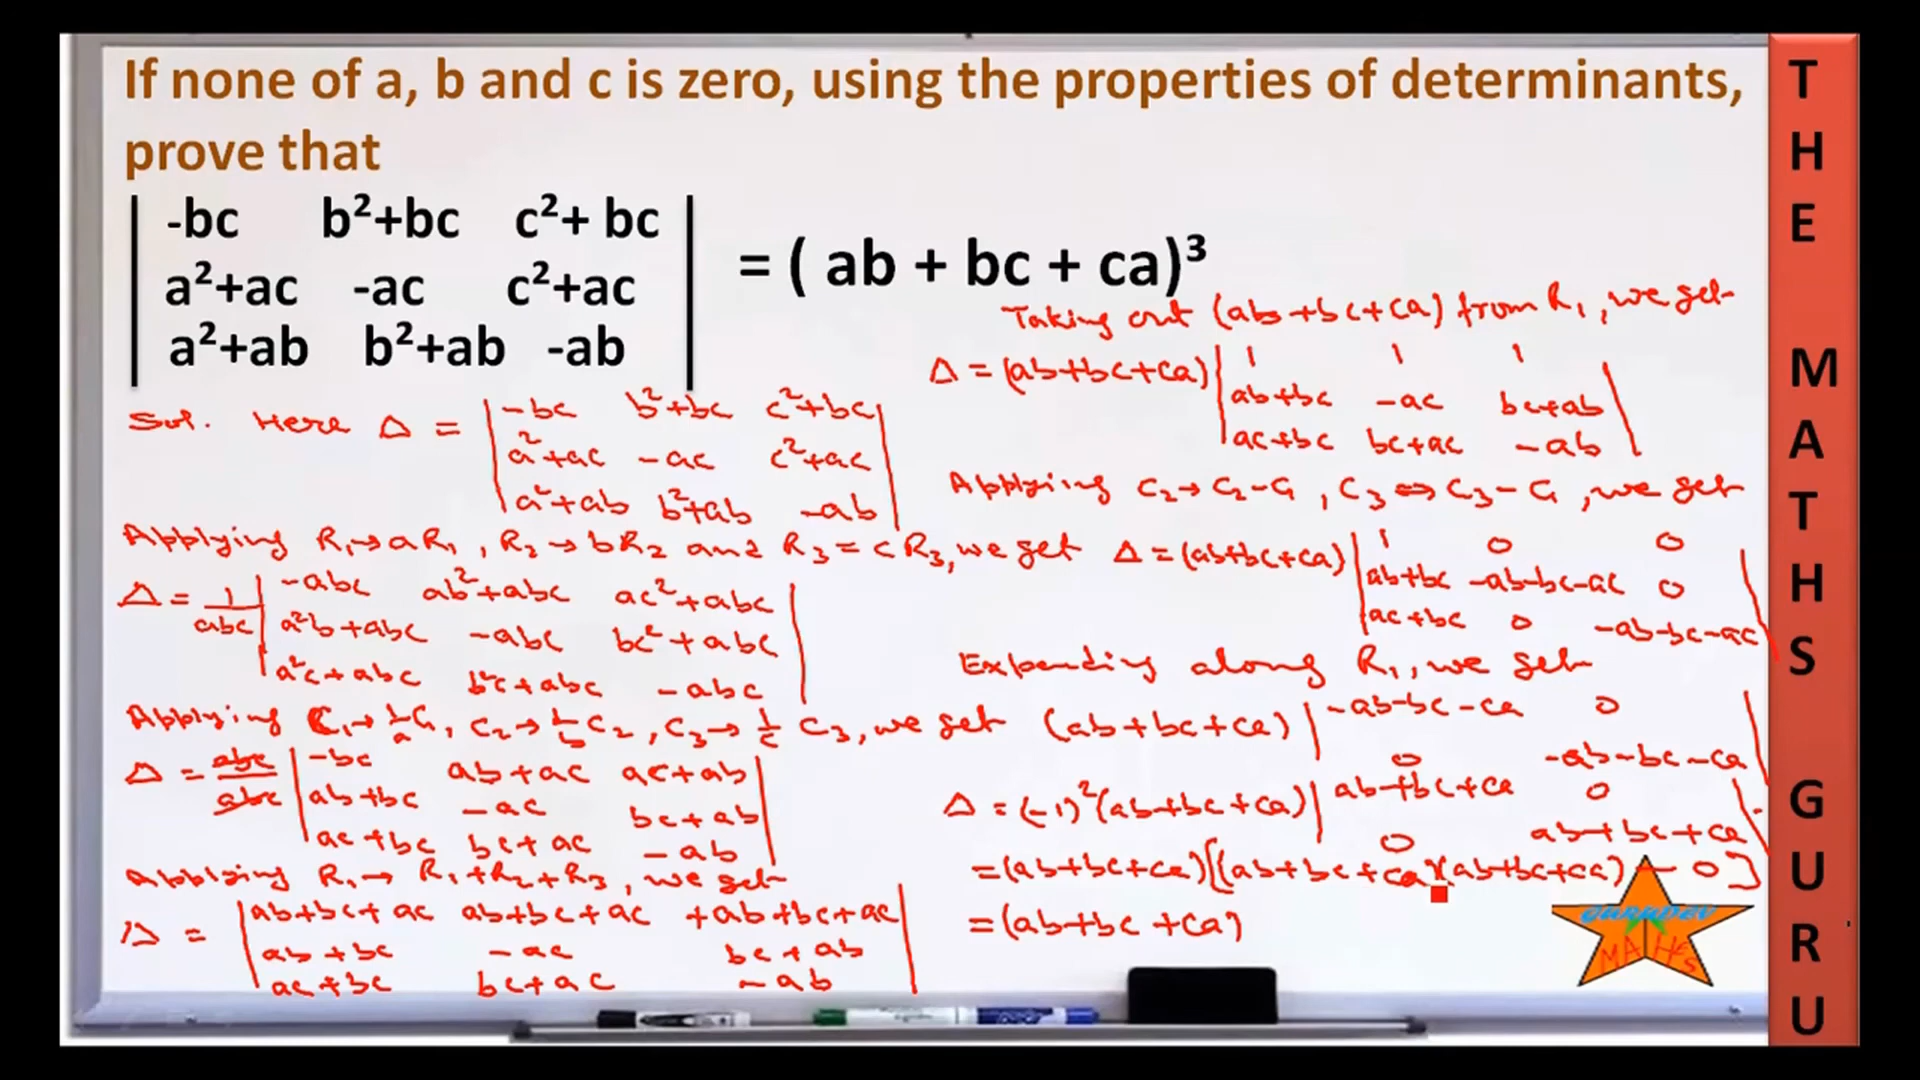 If none of a, b and c is zero, using the properties of determinants,
prove that
| -bc b²+bc c²+ bc |
| a²+ac -ac c²+ac | = ( ab + bc + ca)³
| a²+ab b²+ab -ab |
Sol. Here Δ = | -bc b²+bc c²+bc |
| a²+ac -ac c²+ac |
| a²+ab b²+ab -ab |
Applying R₁→aR₁, R₂→bR₂ and R₃=cR₃, we get
Δ = 1/abc | -abc ab²+abc ac²+abc |
| a²b+abc -abc bc²+abc |
| a²c+abc b²c+abc -abc |
Applying C₁→1/a C₁, C₂→1/b C₂, C₃→1/c C₃, we get
Δ = abc/abc | -bc ab+ac ac+ab |
| ab+bc -ac bc+ab |
| ac+bc bc+ac -ab |
Applying R₁→ R₁+R₂+R₃, we get
Δ = | ab+bc+ac ab+bc+ac +ab+bc+ac |
| ab+bc -ac bc+ab |
| ac+bc bc+ac -ab |
Taking out (ab+bc+ca) from R₁, we get
Δ = (ab+bc+ca) | 1 1 1 |
| ab+bc -ac bc+ab |
| ac+bc bc+ac -ab |
Applying C₂→C₂-C₁, C₃⇔C₃-C₁, we get
Δ = (ab+bc+ca) | 1 0 0 |
| ab+bc -ab-bc-ac 0 |
| ac+bc 0 -ab-bc-ac |
Expending along R₁, we get
(ab+bc+ca) | -ab-bc-ca 0 |
| 0 -ab-bc-ca |
Δ = (-1)²(ab+bc+ca) | ab+bc+ca 0 |
| 0 ab+bc+ca |
=(ab+bc+ca)[(ab+bc+ca)(ab+bc+ca) - 0]
=(ab+bc+ca)
THE MATHS GURU
GURUDEV
MATHS